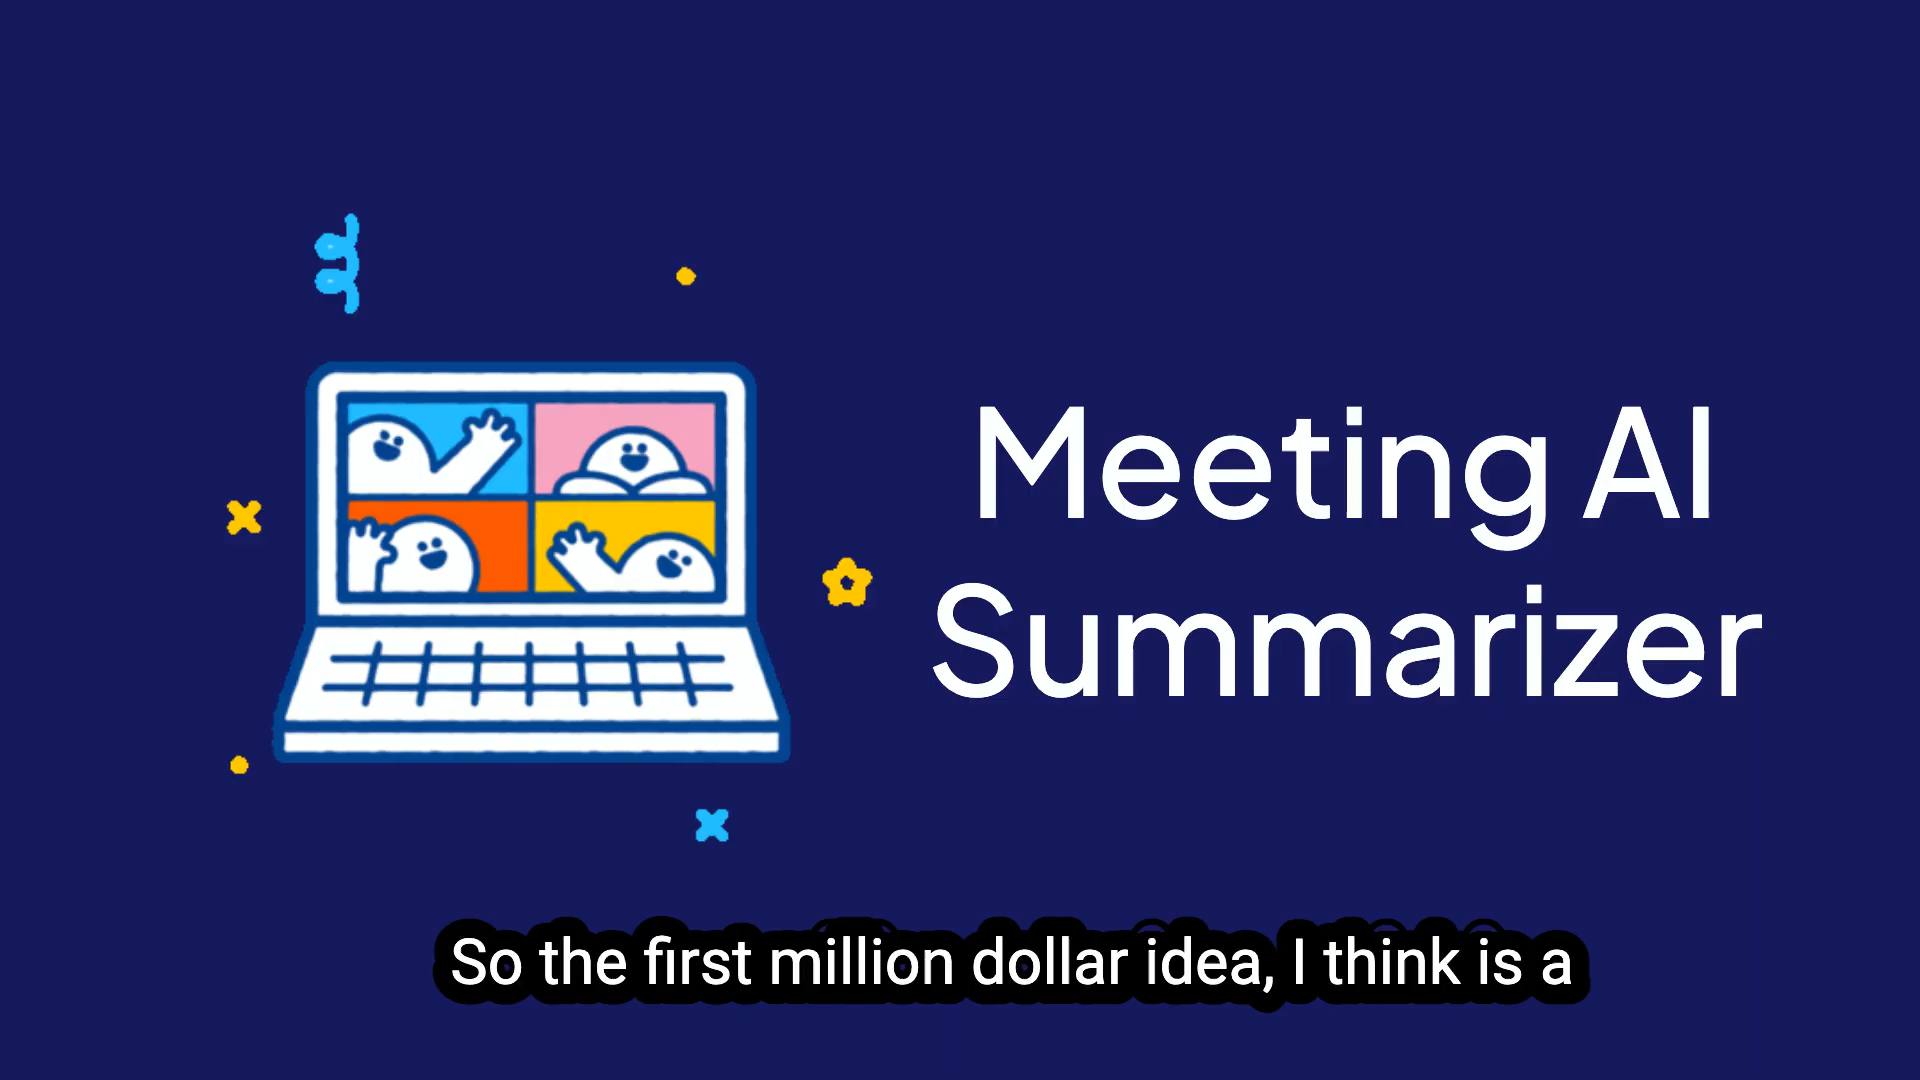 Meeting AI
Summarizer
So the first million dollar idea, I think is a